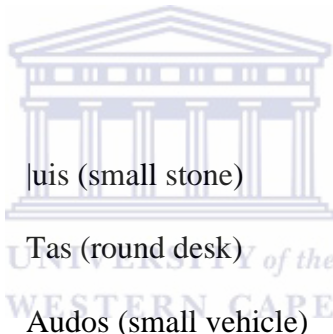 |uis (small stone)
Tas (round desk)
UNIVERSITY of the
Audos (small vehicle)
WESTERN CAPE